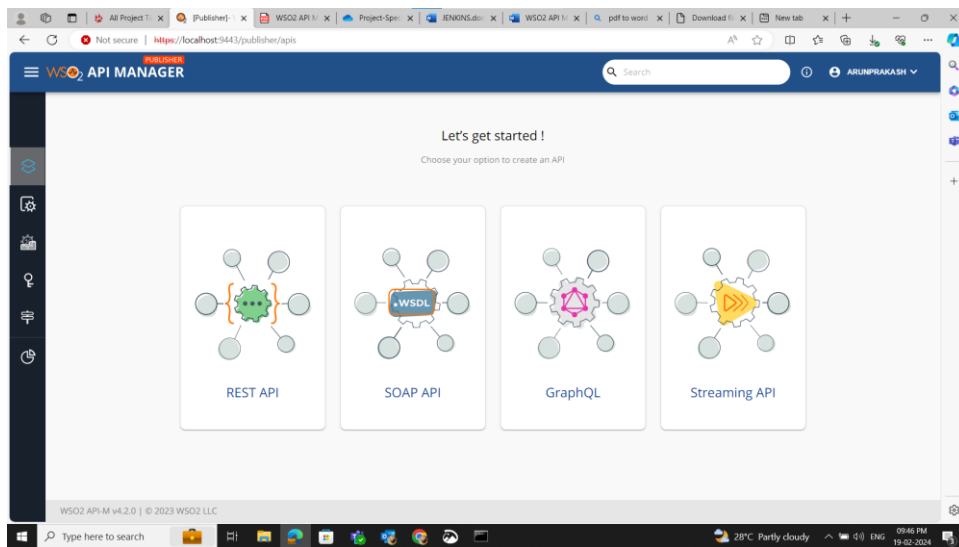 All Project T
[Publisher]-
WSO2 API M
Project-Spec
JENKINS.do
WSO2 API M
pdf to word
Download fi
New tab
Not secure
https://localhost:9443/publisher/apis
PUBLISHER
WSO2 API MANAGER
Search
ARUNPRAKASH
Let's get started !
Choose your option to create an API
.WSDL
REST API
SOAP API
GraphQL
Streaming API
WSO2 API-M v4.2.0 | © 2023 WSO2 LLC
Type here to search
28°C Partly cloudy
ENG
09:46 PM
19-02-2024